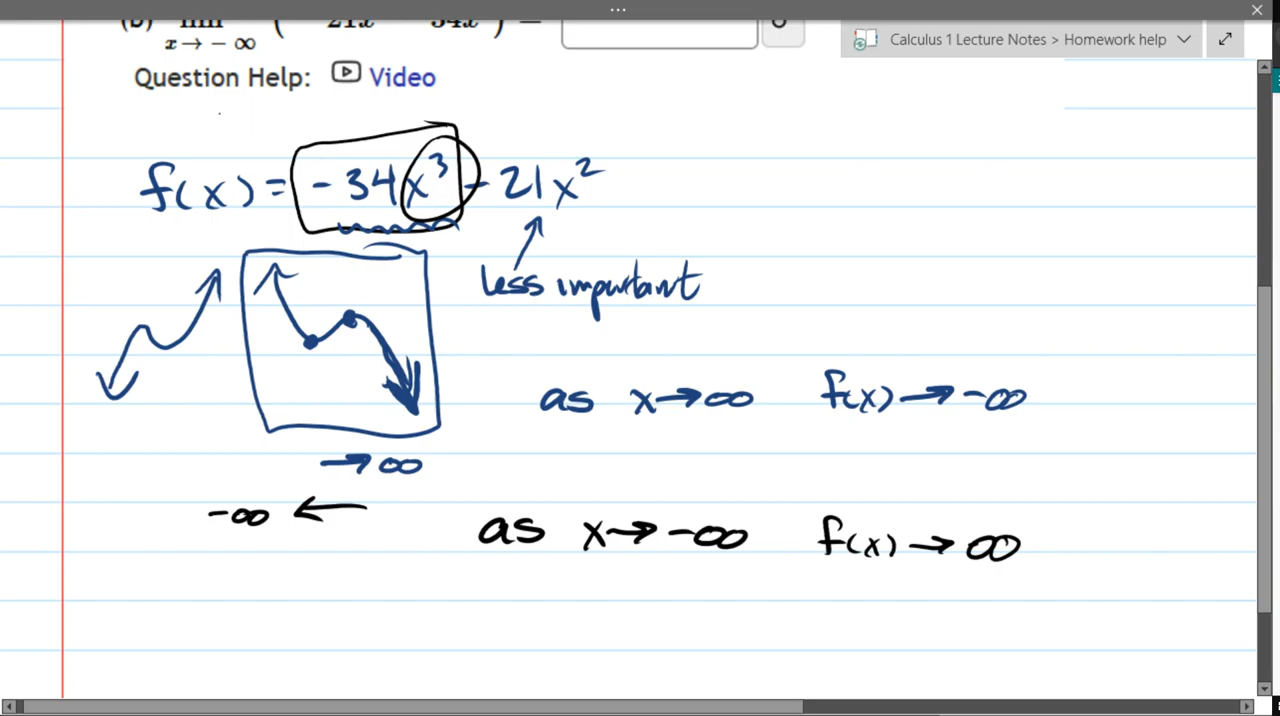 ...
Calculus 1 Lecture Notes > Homework help
x → − ∞
Question Help: Video
f(x) = -34x³ - 21x²
less important
as x→∞ f(x)→-∞
→∞
-∞ ←
as x→-∞ f(x)→∞